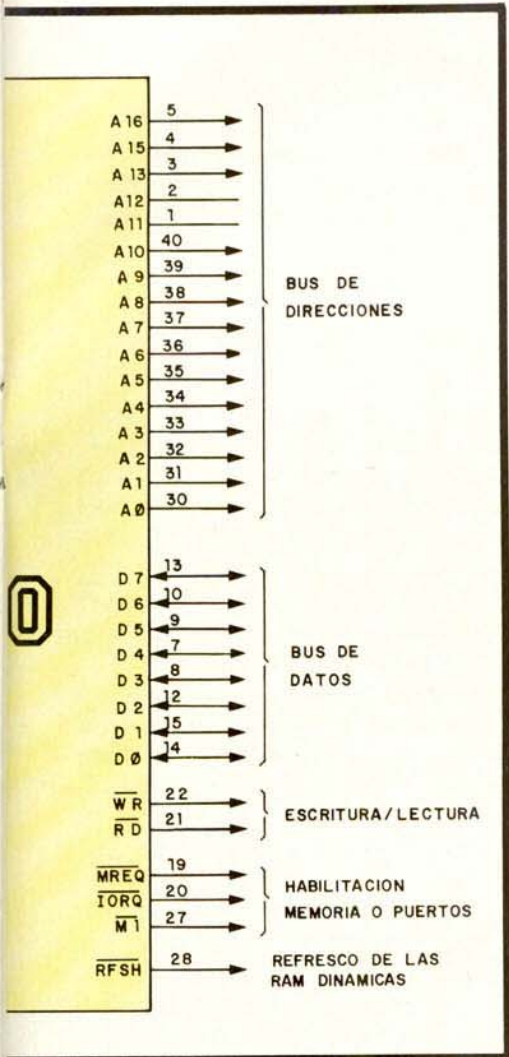 A16 5
A15 4
A13 3
A12 2
A11 1
A10 40
A9 39
A8 38
A7 37
A6 36
A5 35
A4 34
A3 33
A2 32
A1 31
A0 30
BUS DE
DIRECCIONES
D7 13
D6 10
D5 9
D4 7
D3 8
D2 12
D1 15
D0 14
BUS DE
DATOS
0
WR 22
RD 21
ESCRITURA/LECTURA
MREQ 19
IORQ 20
M1 27
HABILITACION
MEMORIA O PUERTOS
RFSH 28
REFRESCO DE LAS
RAM DINAMICAS